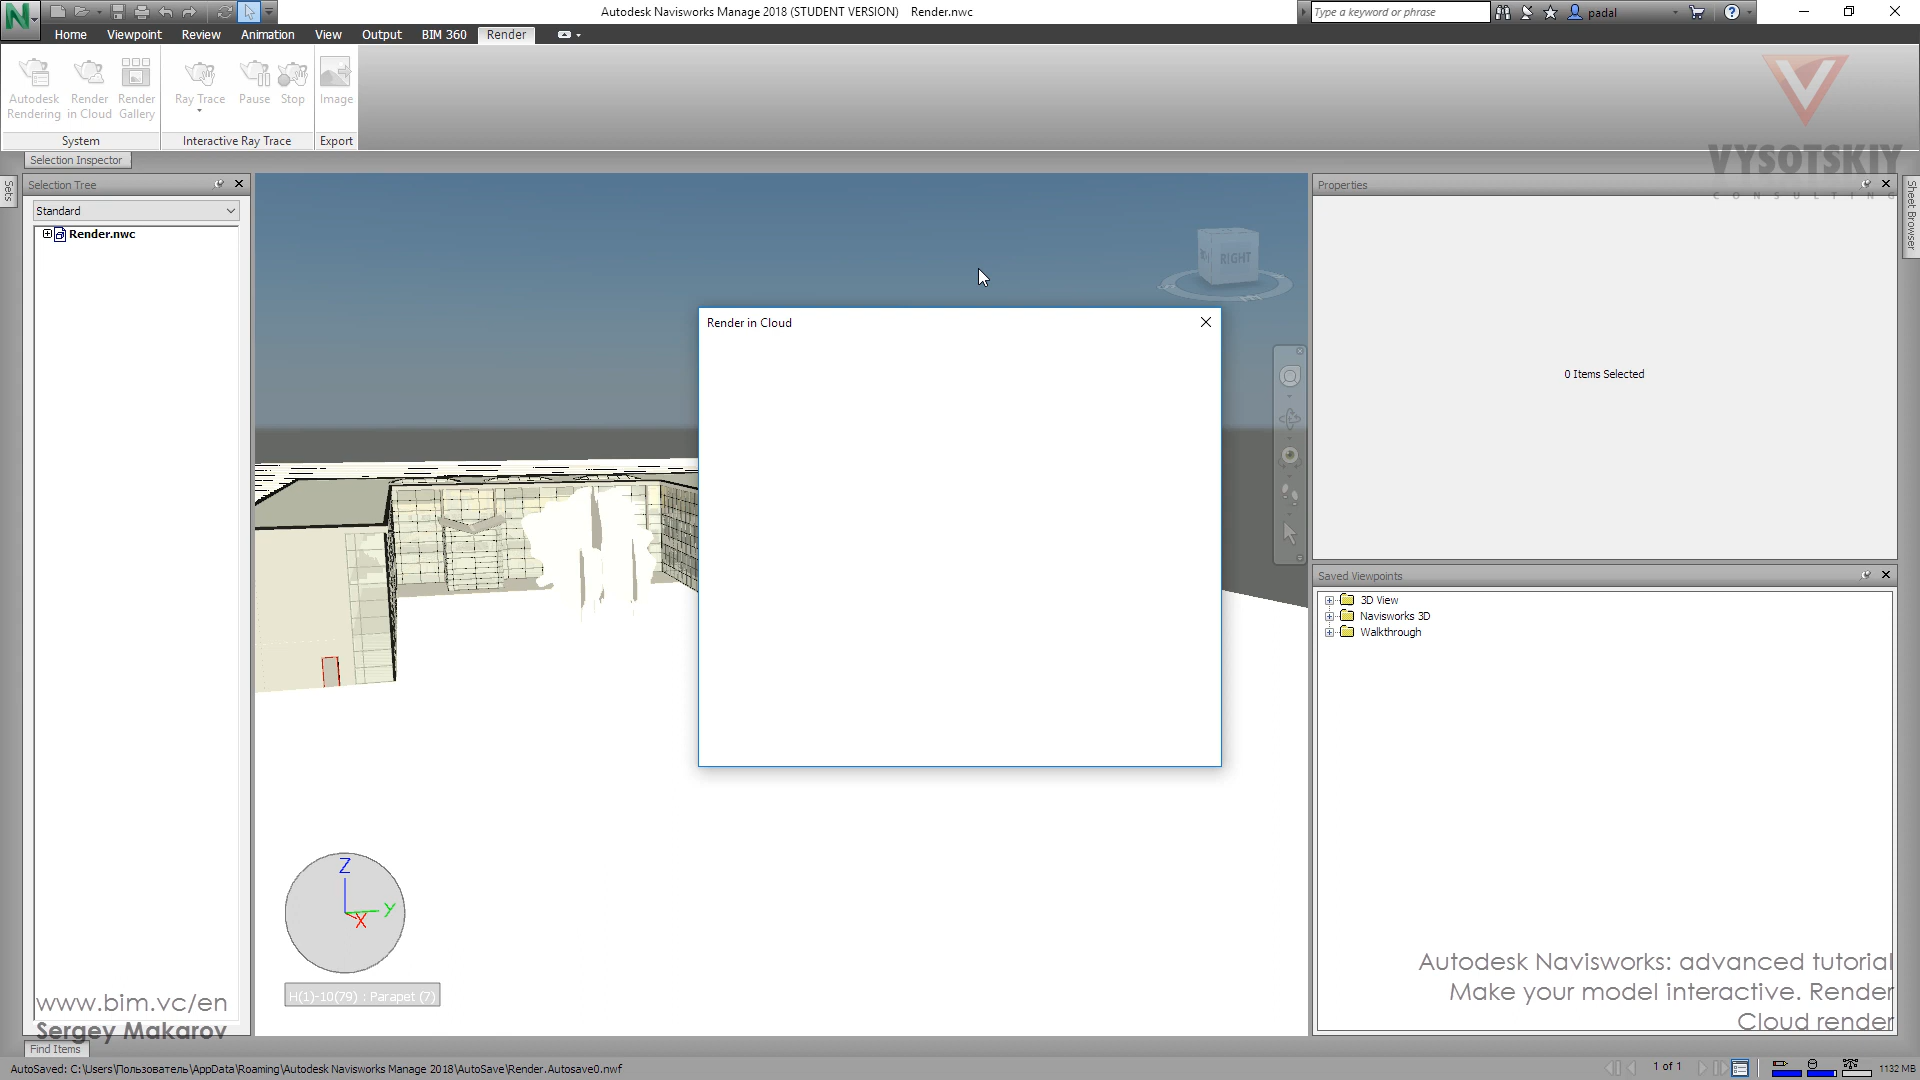 Autodesk Navisworks Manage 2018 (STUDENT VERSION) Render.nwc
Type a keyword or phrase
padal
Home Viewpoint Review Animation View Output BIM 360 Render
Autodesk Rendering
Render in Cloud
Render Gallery
Ray Trace
Pause
Stop
Image
System
Interactive Ray Trace
Export
VYSOTSKIY
CONSULTING
Selection Inspector
Sets
Selection Tree
Standard
Render.nwc
RIGHT
Render in Cloud
Properties
0 Items Selected
Sheet Browser
Saved Viewpoints
3D View
Navisworks 3D
Walkthrough
Z
Y
X
H(1)-10(79) : Parapet (7)
www.bim.vc/en
Sergey Makarov
Autodesk Navisworks: advanced tutorial
Make your model interactive. Render
Cloud render
Find Items
AutoSaved: C:\Users\Пользователь\AppData\Roaming\Autodesk Navisworks Manage 2018\AutoSave\Render.Autosave0.nwf
1 of 1
1132 MB